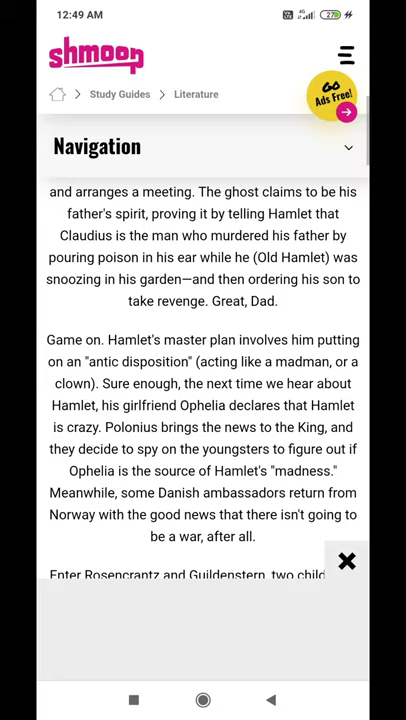 12:49 AM
27
shmoop
Study Guides
Literature
GO
Ads Free!
Navigation
and arranges a meeting. The ghost claims to be his
father's spirit, proving it by telling Hamlet that
Claudius is the man who murdered his father by
pouring poison in his ear while he (Old Hamlet) was
snoozing in his garden—and then ordering his son to
take revenge. Great, Dad.
Game on. Hamlet's master plan involves him putting
on an "antic disposition" (acting like a madman, or a
clown). Sure enough, the next time we hear about
Hamlet, his girlfriend Ophelia declares that Hamlet
is crazy. Polonius brings the news to the King, and
they decide to spy on the youngsters to figure out if
Ophelia is the source of Hamlet's "madness."
Meanwhile, some Danish ambassadors return from
Norway with the good news that there isn't going to
be a war, after all.
Enter Rosencrantz and Guildenstern, two child